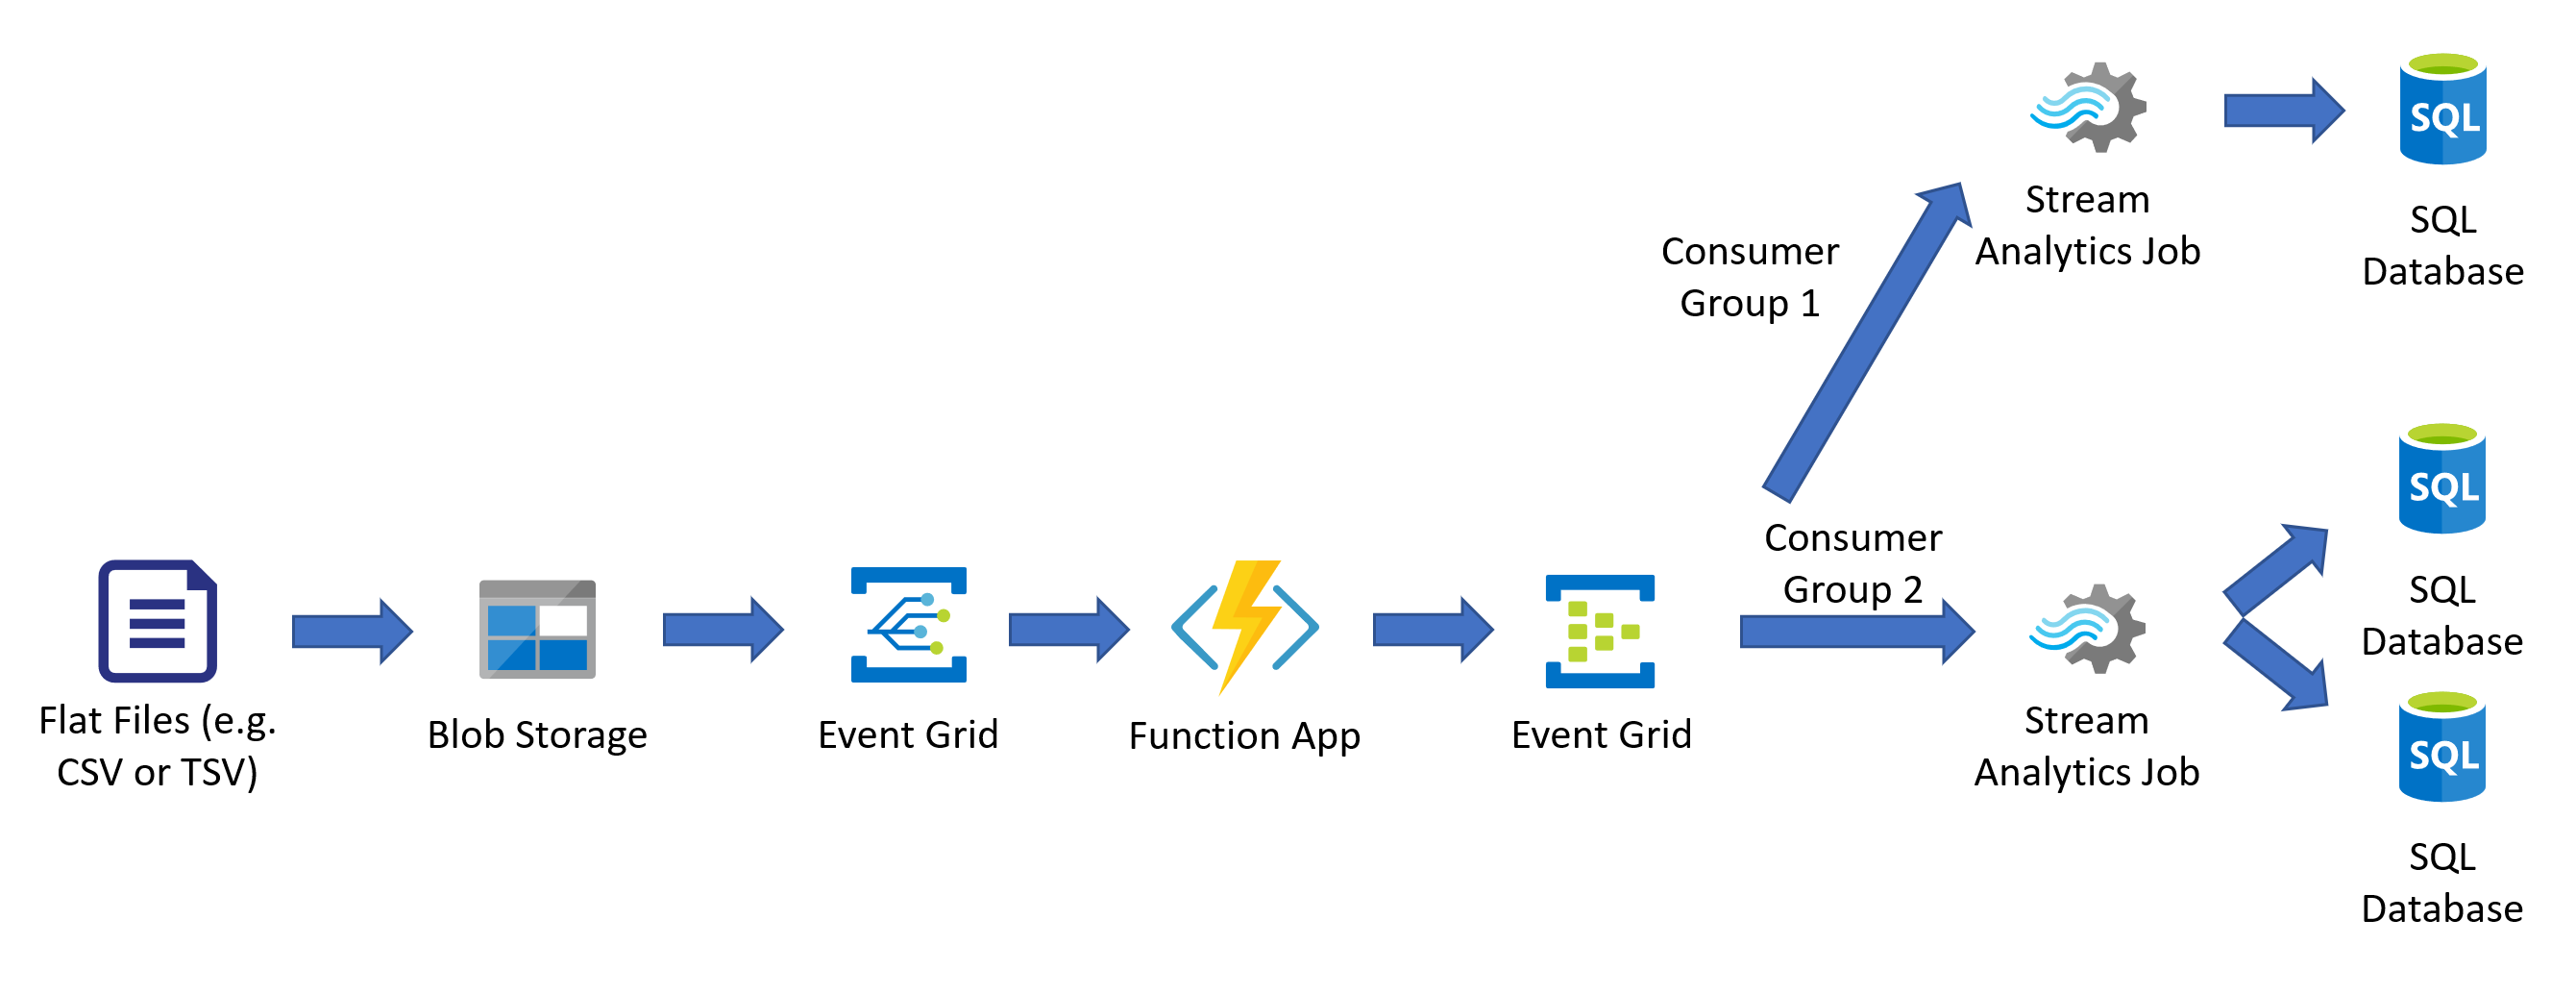 Flat Files (e.g.
CSV or TSV)
Blob Storage
Event Grid
Function App
Event Grid
Consumer
Group 1
Stream
Analytics Job
SQL
SQL
Database
Consumer
Group 2
Stream
Analytics Job
SQL
SQL
Database
SQL
SQL
Database